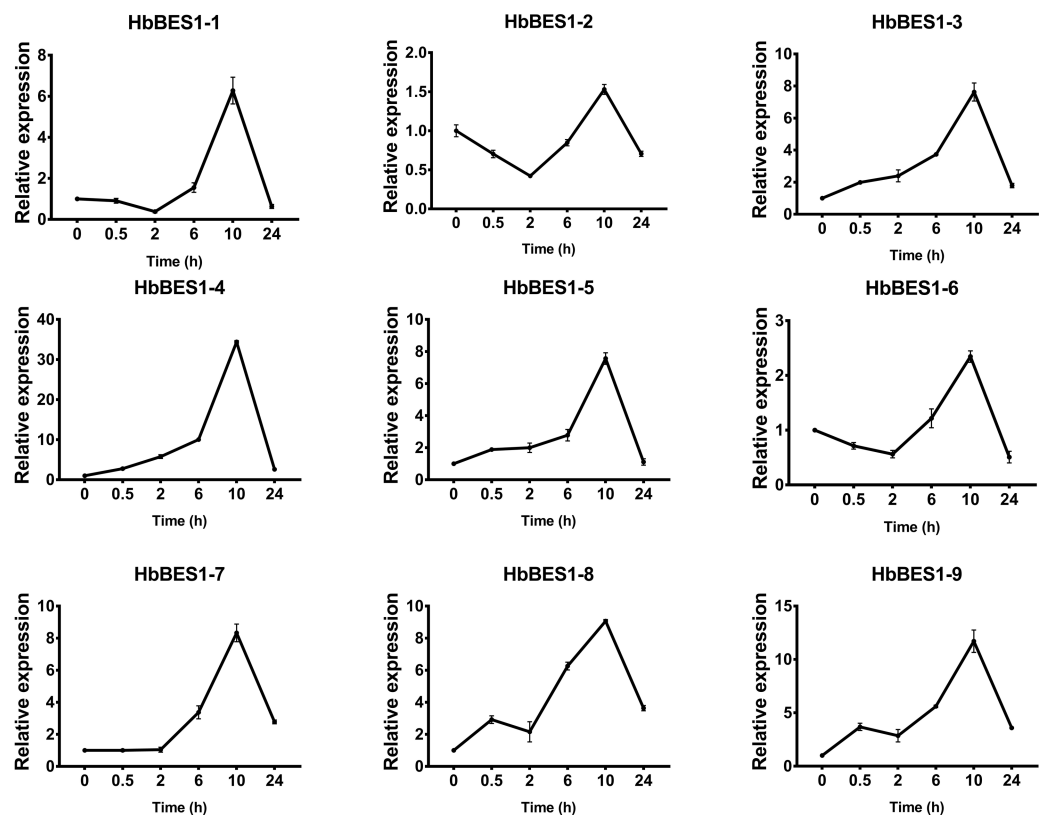 HbBES1-1
Relative expression
8
6
4
2
0
0 0.5 2 6 10 24
Time (h)
HbBES1-2
Relative expression
2.0
1.5
1.0
0.5
0.0
0 0.5 2 6 10 24
Time (h)
HbBES1-3
Relative expression
10
8
6
4
2
0
0 0.5 2 6 10 24
Time (h)
HbBES1-4
Relative expression
40
30
20
10
0
0 0.5 2 6 10 24
Time (h)
HbBES1-5
Relative expression
10
8
6
4
2
0
0 0.5 2 6 10 24
Time (h)
HbBES1-6
Relative expression
3
2
1
0
0 0.5 2 6 10 24
Time (h)
HbBES1-7
Relative expression
10
8
6
4
2
0
0 0.5 2 6 10 24
Time (h)
HbBES1-8
Relative expression
10
8
6
4
2
0
0 0.5 2 6 10 24
Time (h)
HbBES1-9
Relative expression
15
10
5
0
0 0.5 2 6 10 24
Time (h)